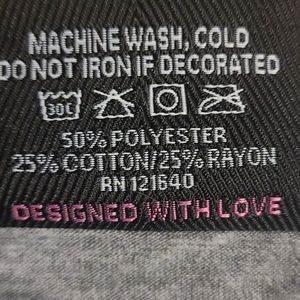 MACHINE WASH, COLD
DO NOT IRON IF DECORATED
30C
50% POLYESTER
25% COTTON/25% RAYON
RN 121640
DESIGNED WITH LOVE